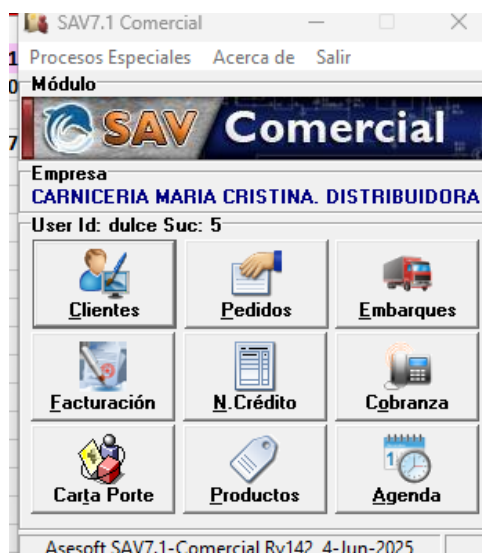 SAV7.1 Comercial
Procesos Especiales Acerca de Salir
Módulo
SAV Comercial
Empresa
CARNICERIA MARIA CRISTINA. DISTRIBUIDORA
User Id: dulce Suc: 5
Clientes Pedidos Embarques
Facturación N.Crédito Cobranza
Carta Porte Productos Agenda
Asesoft SAV7.1-Comercial Rv142 4-Jun-2025